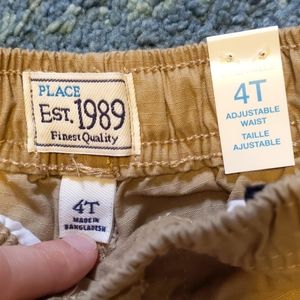 PLACE
EST. 1989
Finest Quality
4T
ADJUSTABLE
WAIST
TAILLE
AJUSTABLE
4T
MADE IN
BANGLADESH